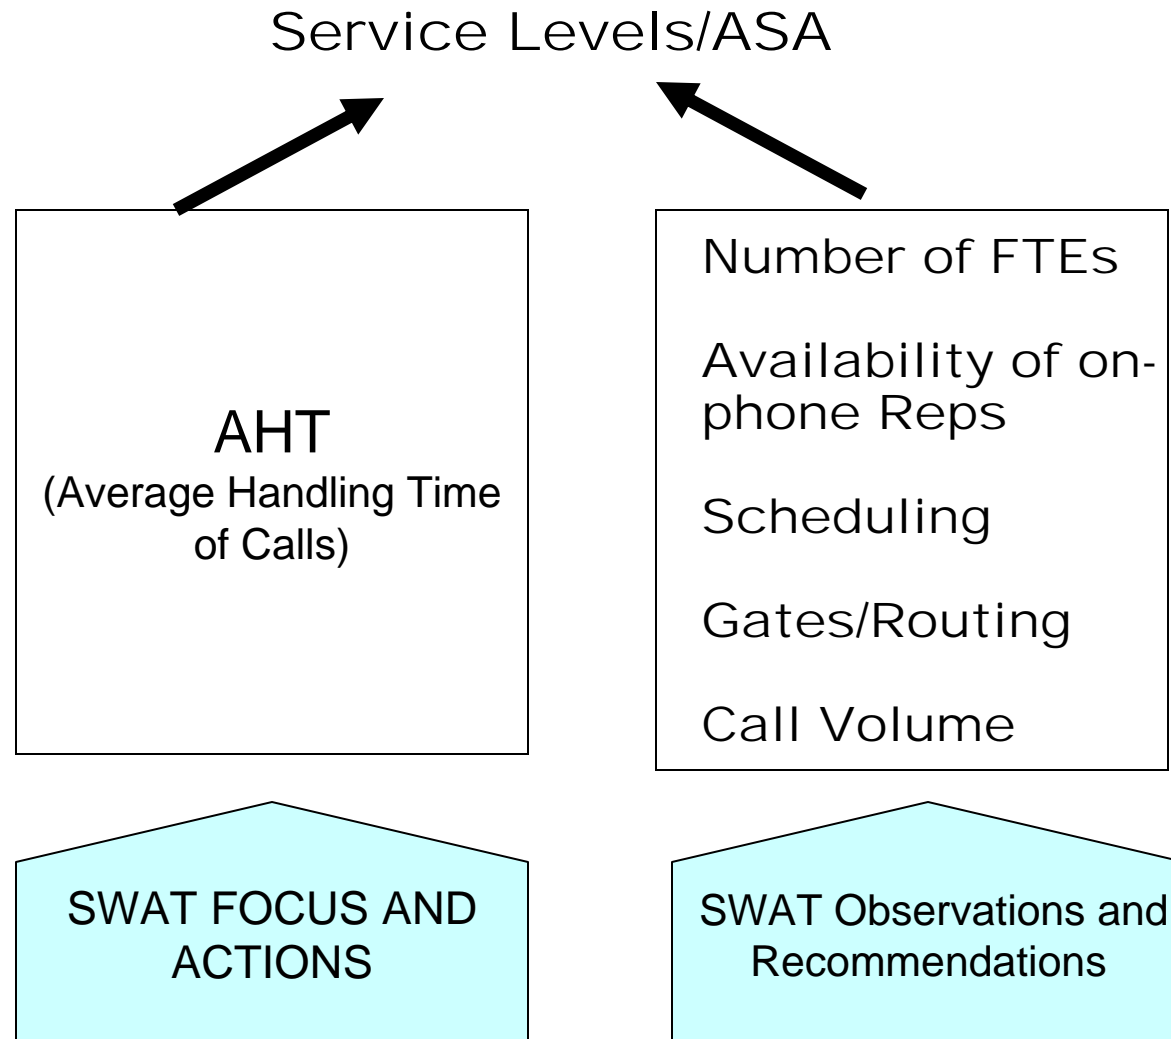 Service Levels/ASA
AHT
(Average Handling Time
of Calls)
Number of FTEs
Availability of on-
phone Reps
Scheduling
Gates/Routing
Call Volume
SWAT FOCUS AND
ACTIONS
SWAT Observations and
Recommendations